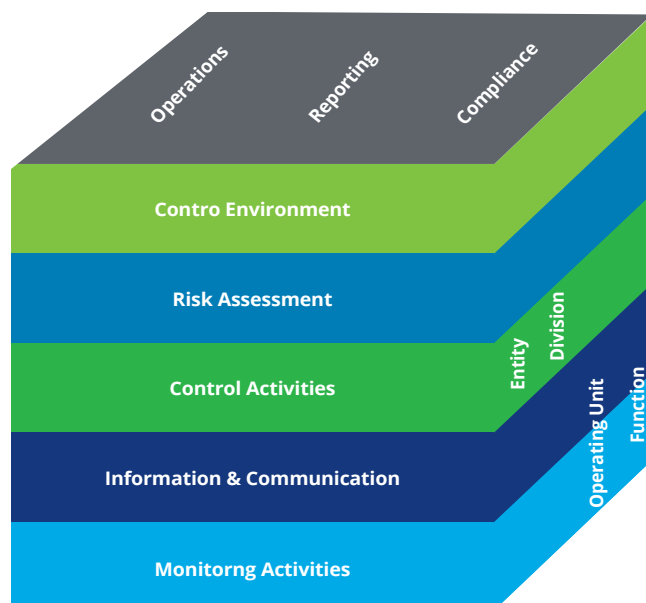 Operations
Reporting
Compliance
Contro Environment
Risk Assessment
Control Activities
Information & Communication
Monitorng Activities
Entity
Division
Operating Unit
Function